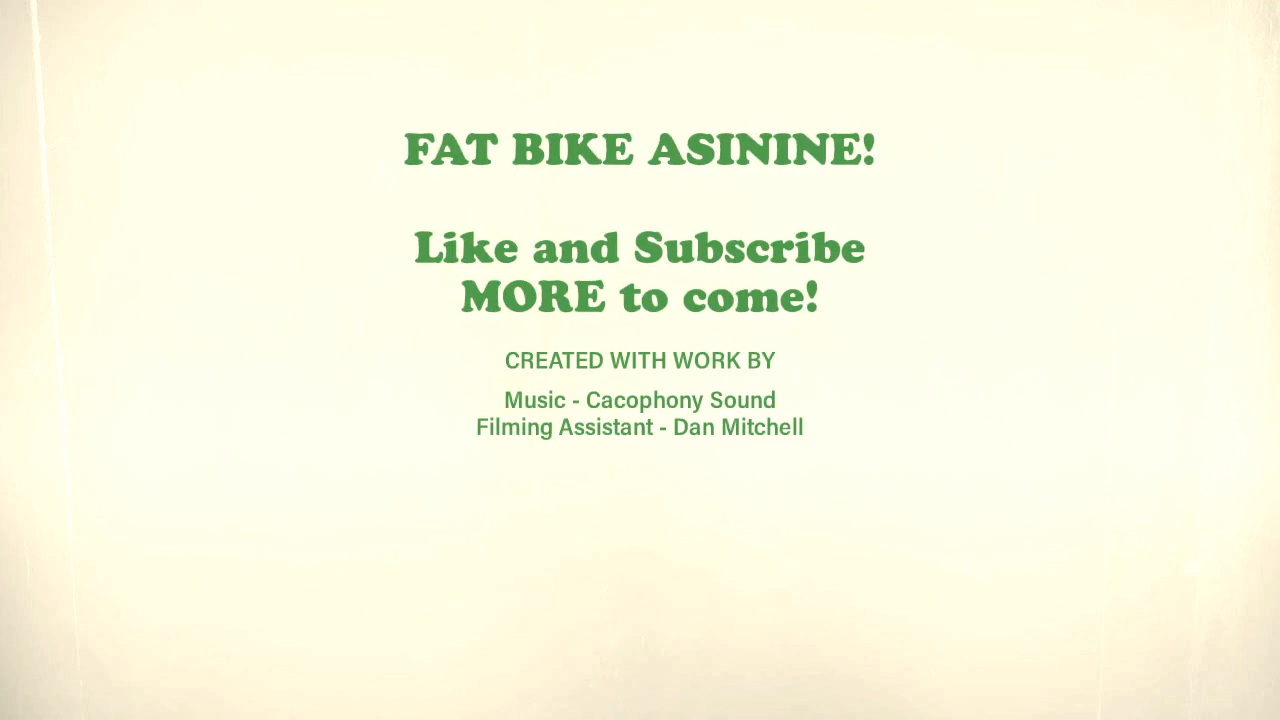 FAT BIKE ASININE!
Like and Subscribe
MORE to come!
CREATED WITH WORK BY
Music - Cacophony Sound
Filming Assistant - Dan Mitchell